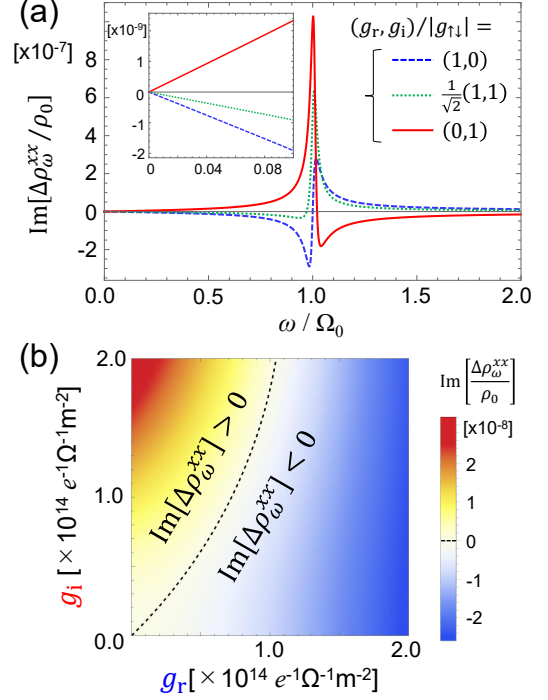 (a)
Im[Δρ_ω^xx/ρ₀]
[x10⁻⁷]
10
8
6
4
2
0
-2
[x10⁻⁹]
2
1
0
-1
-2
0
0.04
0.08
(g_r, g_i)/|g_↑↓| =
(1,0)
1/√2 (1,1)
(0,1)
0.0
0.5
1.0
1.5
2.0
ω / Ω₀
(b)
g_i [× 10¹⁴ e⁻¹Ω⁻¹m⁻²]
2.0
1.0
0.0
Im[Δρ_ω^xx] > 0
Im[Δρ_ω^xx] < 0
1.0
2.0
g_r [× 10¹⁴ e⁻¹Ω⁻¹m⁻²]
Im[Δρ_ω^xx/ρ₀]
[x10⁻⁸]
2
1
0
-1
-2